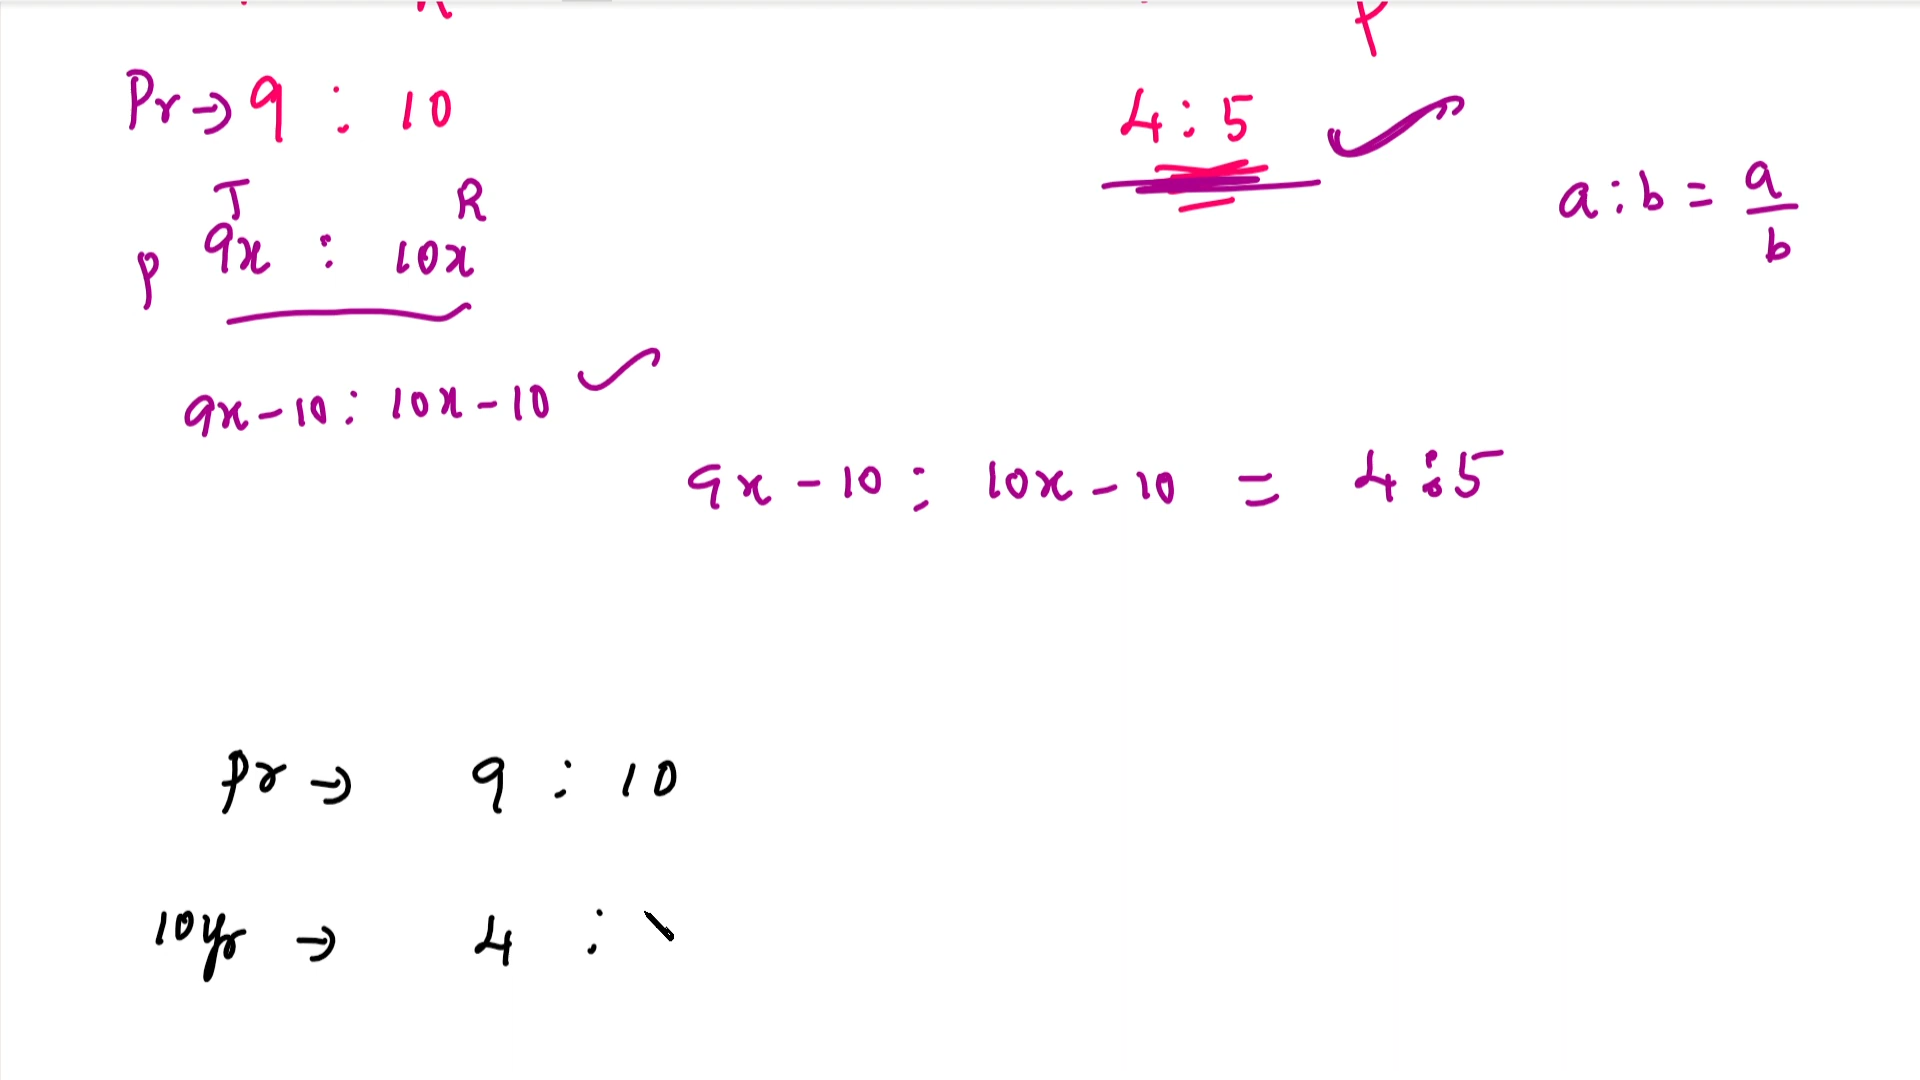 Pr → 9 : 10
4 : 5
T R
a : b = a/b
P 9x : 10x
9x - 10 : 10x - 10
9x - 10 : 10x - 10 = 4 : 5
Pr → 9 : 10
10yr → 4 :